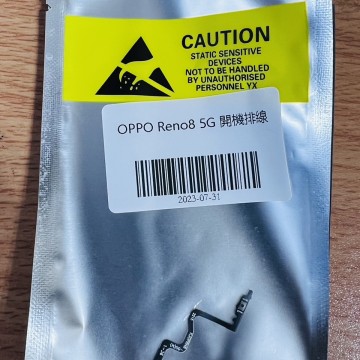 CAUTION
STATIC SENSITIVE
DEVICES
NOT TO BE HANDLED
BY UNAUTHORISED
PERSONNEL YX
OPPO Reno8 5G 開機排線
2023-07-31